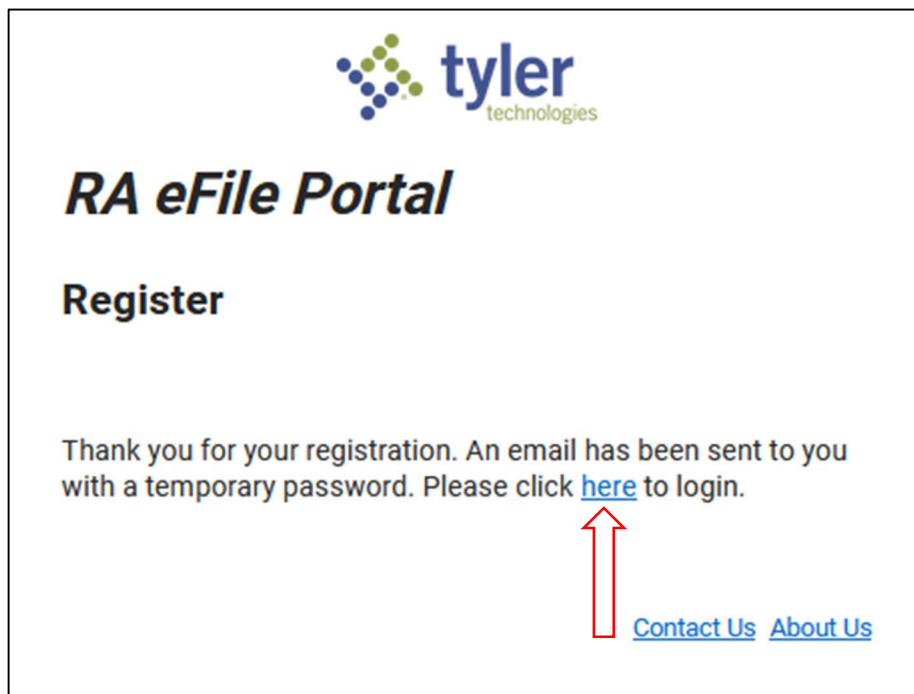 tyler
technologies
RA eFile Portal
Register
Thank you for your registration. An email has been sent to you
with a temporary password. Please click here to login.
Contact Us About Us